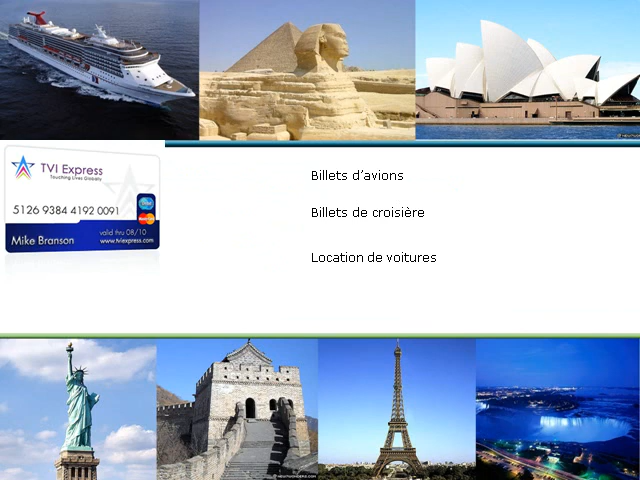 TVI Express
Touching Lives Globally
5126 9384 4192 0091
valid thru 08/10
Mike Branson
www.tviexpress.com
Billets d’avions
Billets de croisière
Location de voitures